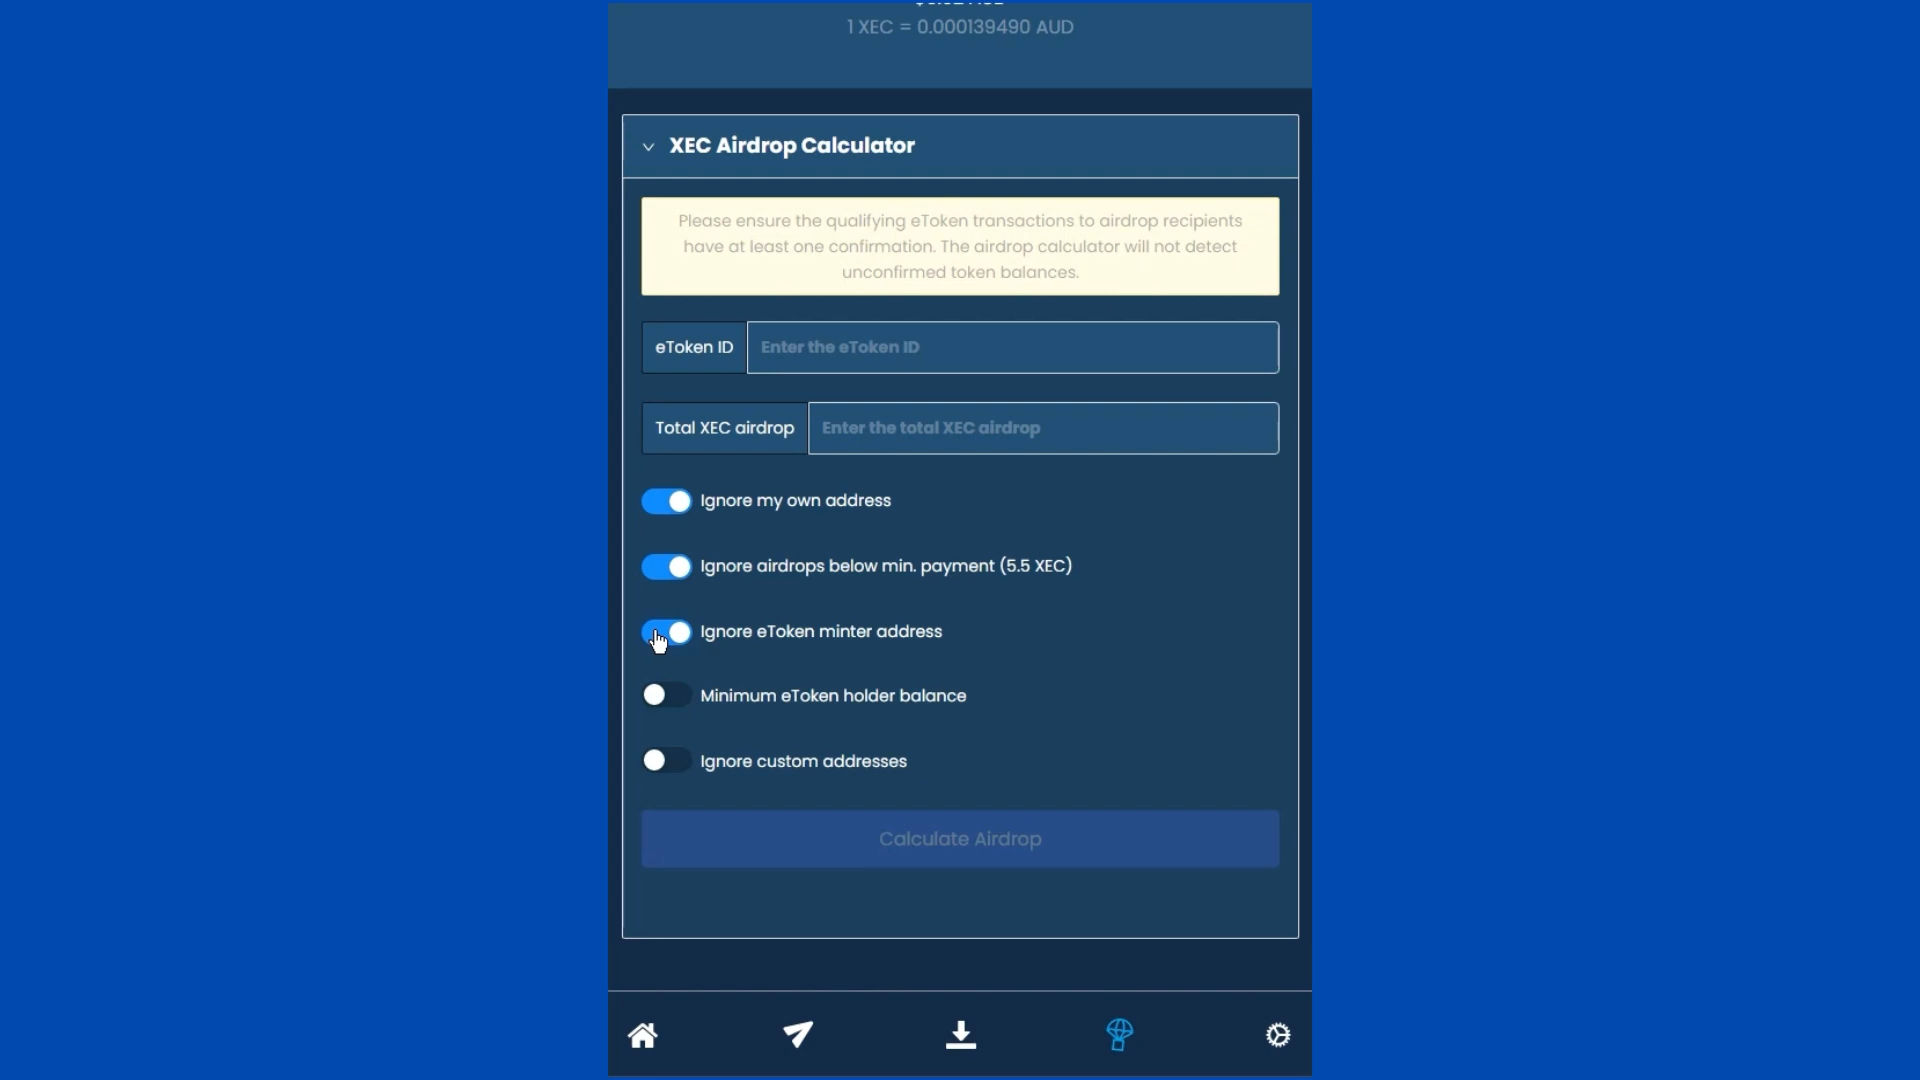 1 XEC = 0.000139490 AUD
XEC Airdrop Calculator
Please ensure the qualifying eToken transactions to airdrop recipients
have at least one confirmation. The airdrop calculator will not detect
unconfirmed token balances.
eToken ID Enter the eToken ID
Total XEC airdrop Enter the total XEC airdrop
Ignore my own address
Ignore airdrops below min. payment (5.5 XEC)
Ignore eToken minter address
Minimum eToken holder balance
Ignore custom addresses
Calculate Airdrop